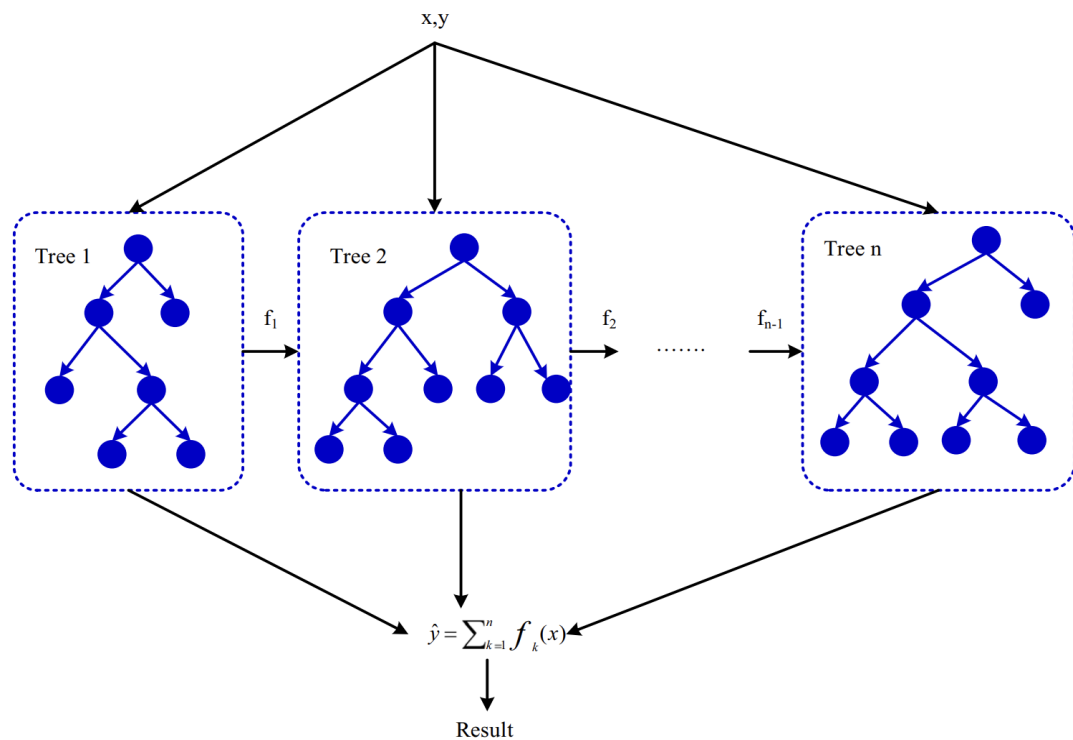 x,y
Tree 1
Tree 2
Tree n
f₁
f₂
.......
fₙ₋₁
ŷ = ∑ₖ₌₁ⁿ fₖ(x)
Result